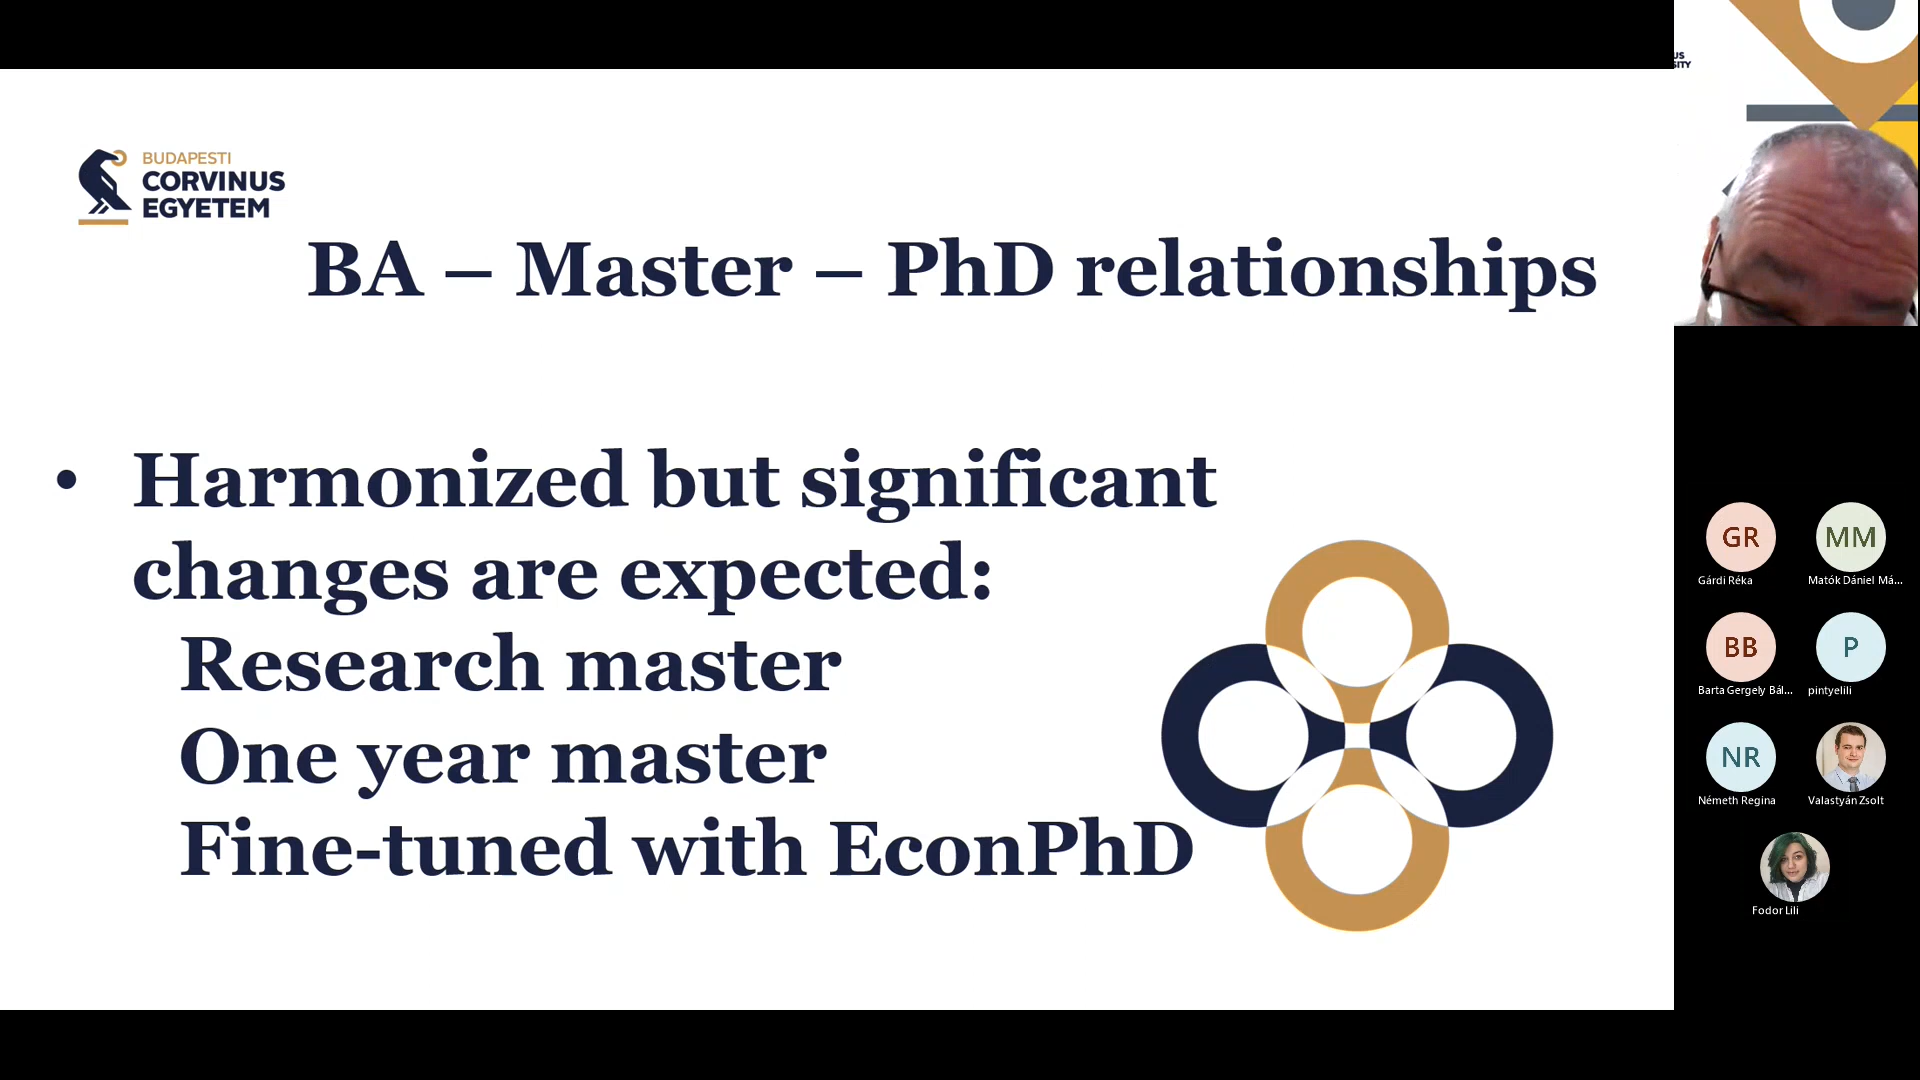 BUDAPESTI
CORVINUS
EGYETEM
BA – Master – PhD relationships
• Harmonized but significant
changes are expected:
Research master
One year master
Fine-tuned with EconPhD
GR
Gárdi Réka
MM
Matók Dániel Má...
BB
Barta Gergely Bál...
P
pintyelili
NR
Németh Regina
Valastyán Zsolt
Fodor Lili